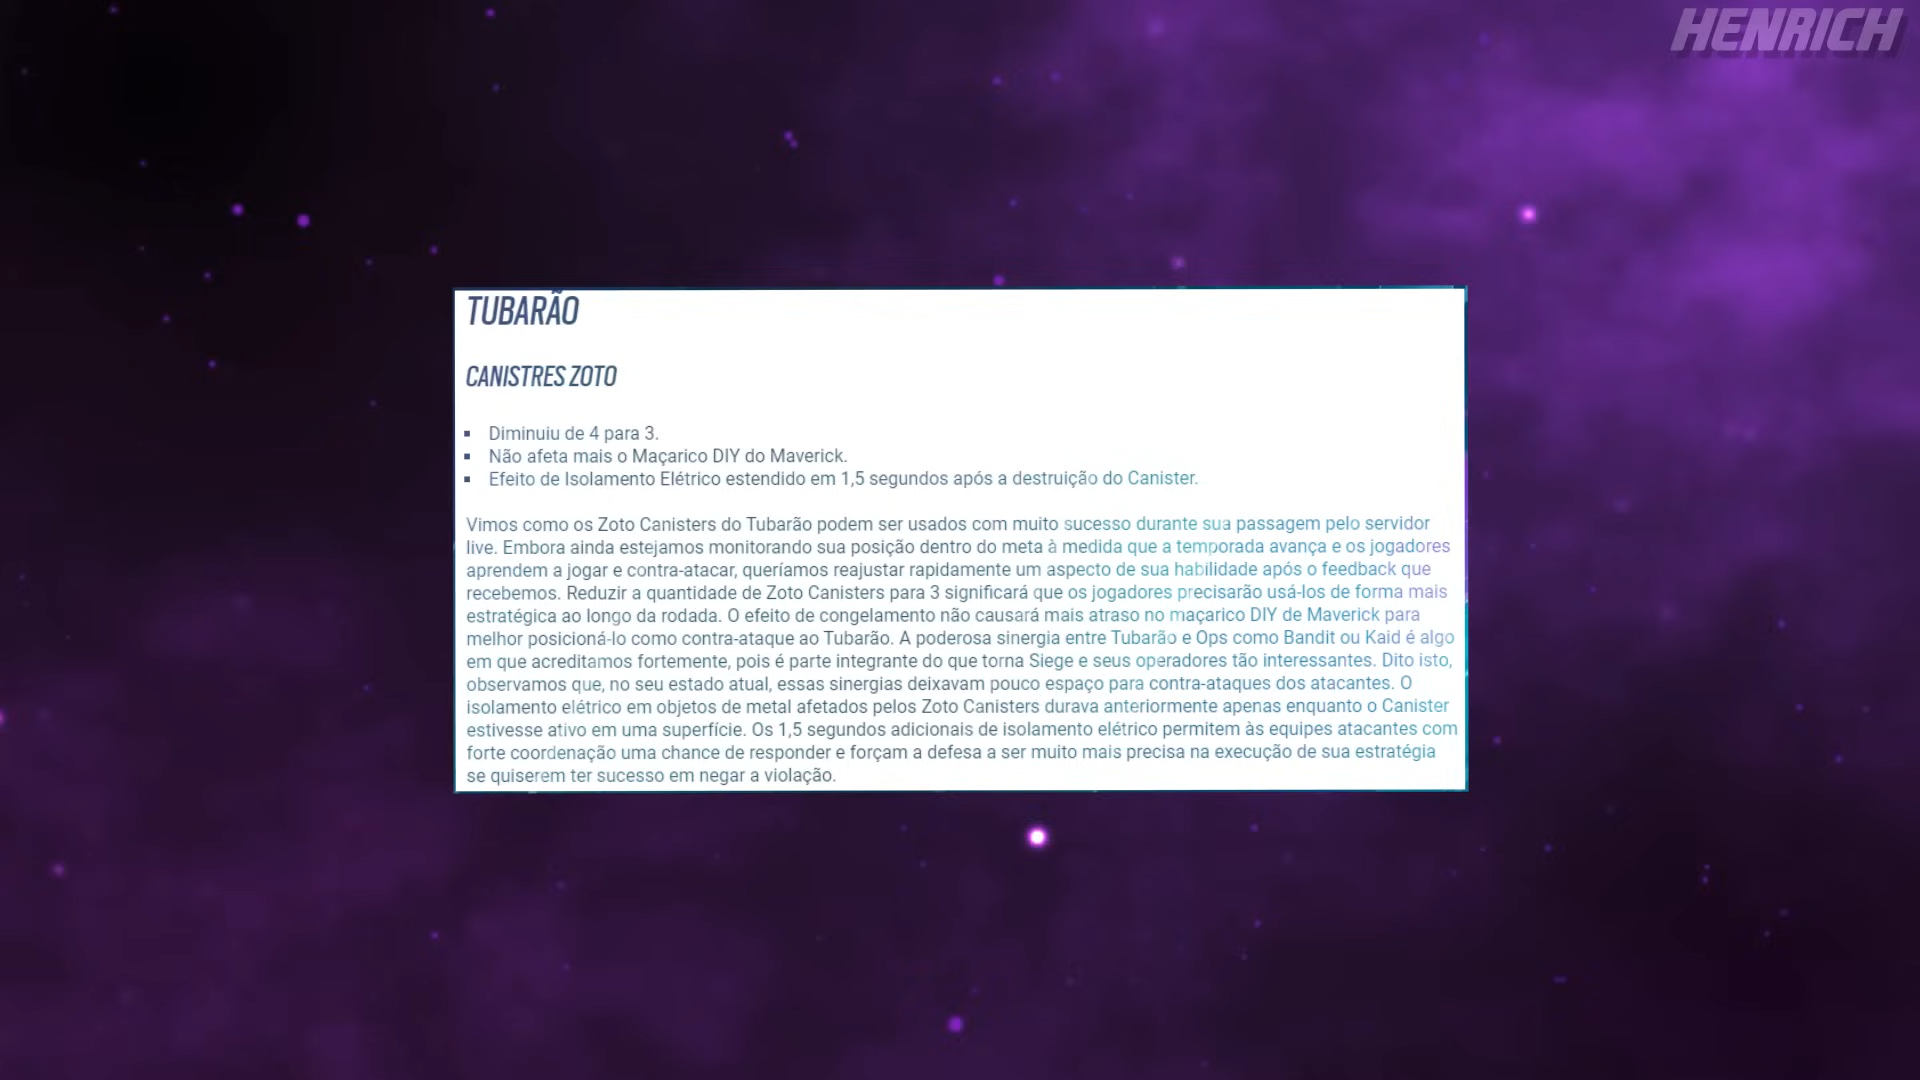 HENRICH
TUBARÃO
CANISTRES ZOTO
▪ Diminuiu de 4 para 3.
▪ Não afeta mais o Maçarico DIY do Maverick.
▪ Efeito de Isolamento Elétrico estendido em 1,5 segundos após a destruição do Canister.
Vimos como os Zoto Canisters do Tubarão podem ser usados com muito sucesso durante sua passagem pelo servidor
live. Embora ainda estejamos monitorando sua posição dentro do meta à medida que a temporada avança e os jogadores
aprendem a jogar e contra-atacar, queríamos reajustar rapidamente um aspecto de sua habilidade após o feedback que
recebemos. Reduzir a quantidade de Zoto Canisters para 3 significará que os jogadores precisarão usá-los de forma mais
estratégica ao longo da rodada. O efeito de congelamento não causará mais atraso no maçarico DIY de Maverick para
melhor posicioná-lo como contra-ataque ao Tubarão. A poderosa sinergia entre Tubarão e Ops como Bandit ou Kaid é algo
em que acreditamos fortemente, pois é parte integrante do que torna Siege e seus operadores tão interessantes. Dito isto,
observamos que, no seu estado atual, essas sinergias deixavam pouco espaço para contra-ataques dos atacantes. O
isolamento elétrico em objetos de metal afetados pelos Zoto Canisters durava anteriormente apenas enquanto o Canister
estivesse ativo em uma superfície. Os 1,5 segundos adicionais de isolamento elétrico permitem às equipes atacantes com
forte coordenação uma chance de responder e forçam a defesa a ser muito mais precisa na execução de sua estratégia
se quiserem ter sucesso em negar a violação.